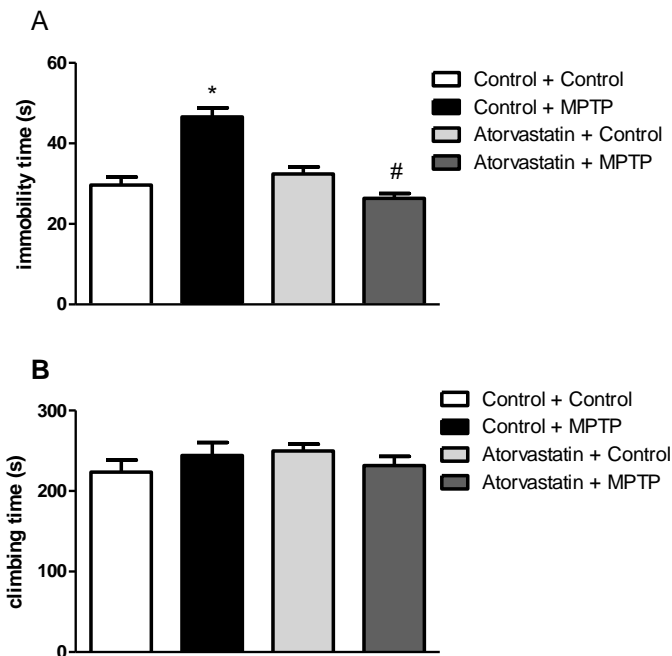 A
60
40
20
0
immobility time (s)
*
#
Control + Control
Control + MPTP
Atorvastatin + Control
Atorvastatin + MPTP
B
300
200
100
0
climbing time (s)
Control + Control
Control + MPTP
Atorvastatin + Control
Atorvastatin + MPTP